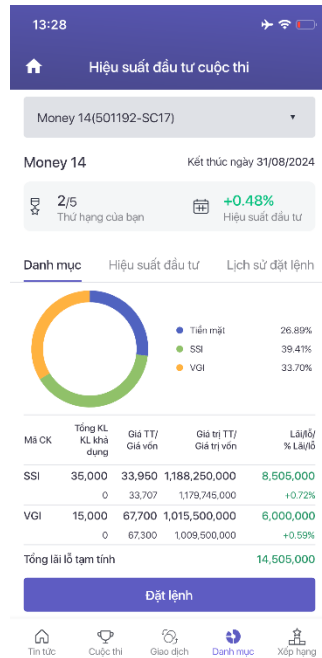 13:28
Hiệu suất đầu tư cuộc thi
Money 14(501192-SC17)
Money 14 Kết thúc ngày 31/08/2024
2/5 +0.48%
Thứ hạng của bạn Hiệu suất đầu tư
Danh mục Hiệu suất đầu tư Lịch sử đặt lệnh
Tiền mặt 26.89%
SSI 39.41%
VGI 33.70%
Mã CK Tổng KL KL khả dụng Giá TT/ Giá vốn Giá trị TT/ Giá trị vốn Lãi/lỗ/ % Lãi/lỗ
SSI 35,000 33,950 1,188,250,000 8,505,000
0 33,707 1,179,745,000 +0.72%
VGI 15,000 67,700 1,015,500,000 6,000,000
0 67,300 1,009,500,000 +0.59%
Tổng lãi lỗ tạm tính 14,505,000
Đặt lệnh
Tin tức Cuộc thi Giao dịch Danh mục Xếp hạng